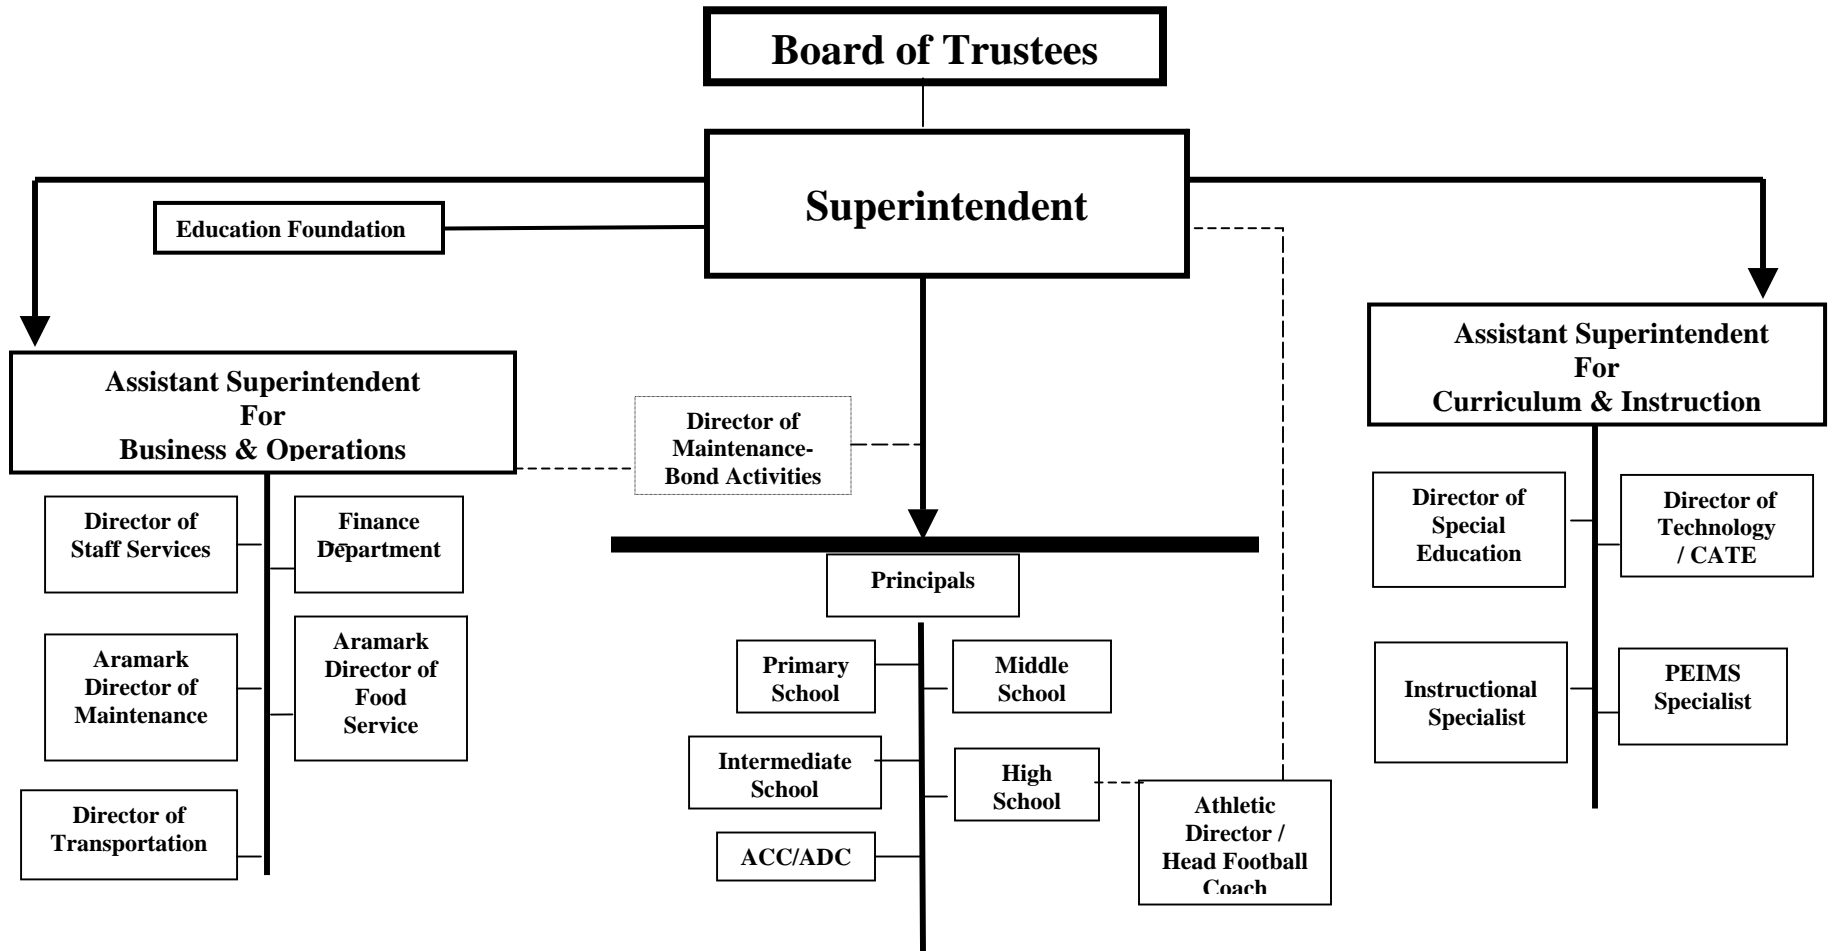 Board of Trustees
Superintendent
Education Foundation
Assistant Superintendent
For
Business & Operations
Director of
Staff Services
Finance
Department
Aramark
Director of
Maintenance
Aramark
Director of
Food
Service
Director of
Transportation
Director of
Maintenance-
Bond Activities
Principals
Primary
School
Middle
School
Intermediate
School
High
School
ACC/ADC
Athletic
Director /
Head Football
Coach
Assistant Superintendent
For
Curriculum & Instruction
Director of
Special
Education
Director of
Technology
/ CATE
Instructional
Specialist
PEIMS
Specialist